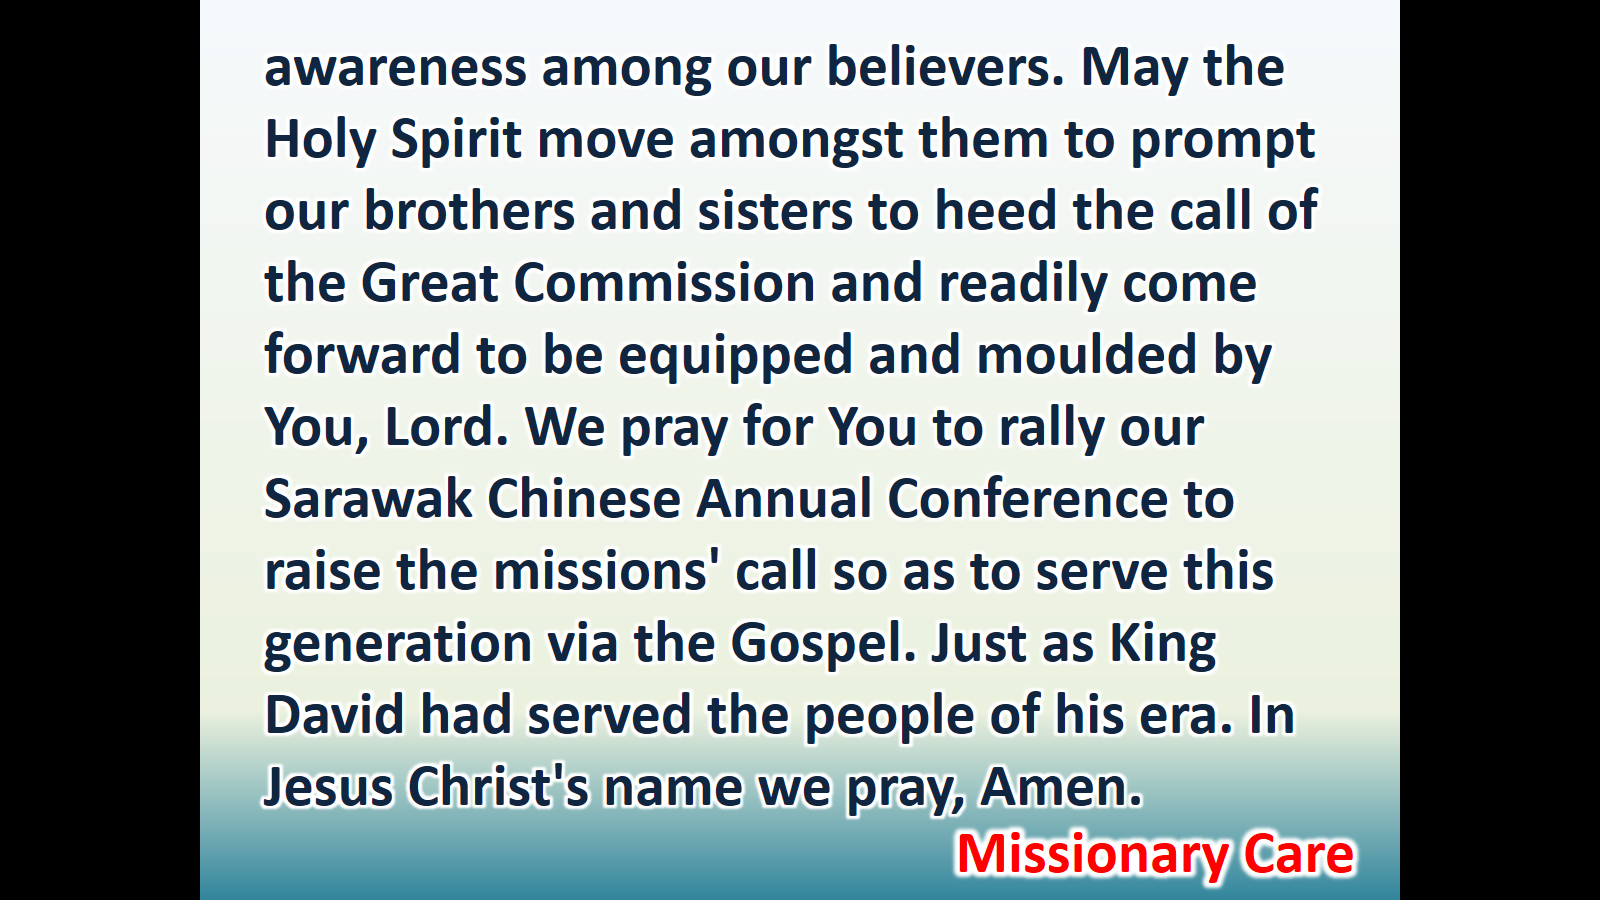 awareness among our believers. May the
Holy Spirit move amongst them to prompt
our brothers and sisters to heed the call of
the Great Commission and readily come
forward to be equipped and moulded by
You, Lord. We pray for You to rally our
Sarawak Chinese Annual Conference to
raise the missions' call so as to serve this
generation via the Gospel. Just as King
David had served the people of his era. In
Jesus Christ's name we pray, Amen.
Missionary Care